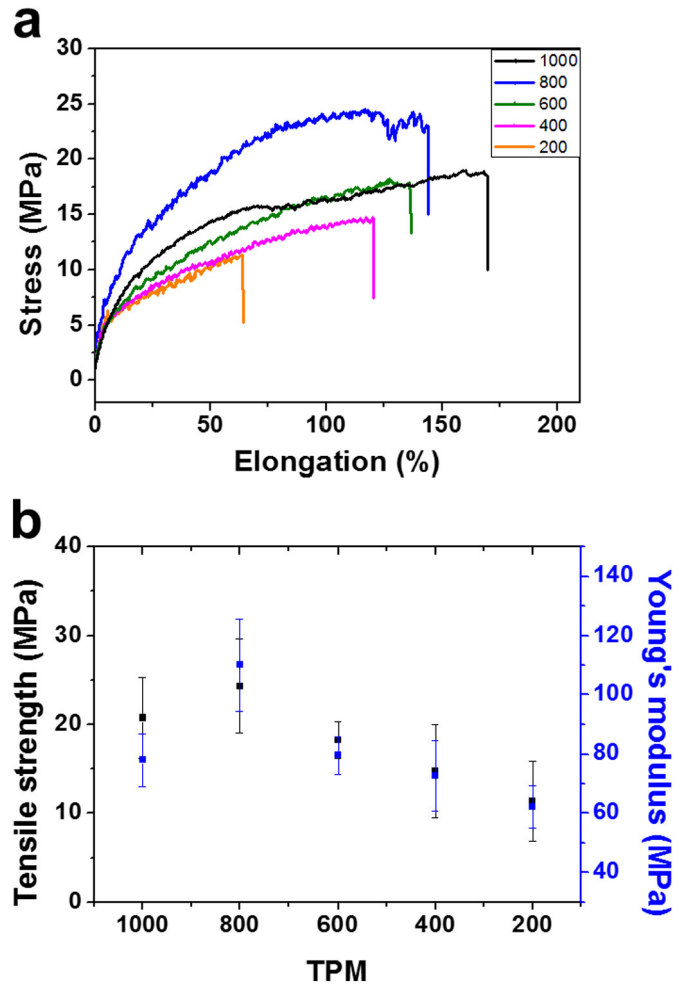 a
30
25
20
15
10
5
0
Stress (MPa)
1000
800
600
400
200
0 50 100 150 200
Elongation (%)
b
40
30
20
10
0
Tensile strength (MPa)
140
120
100
80
60
40
Young's modulus (MPa)
1000 800 600 400 200
TPM